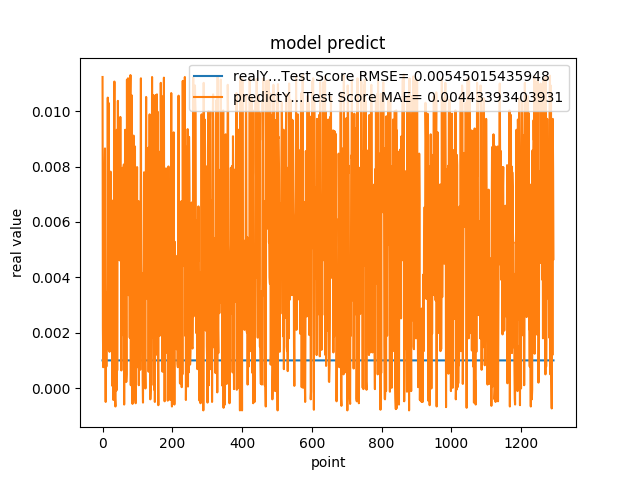 model predict
realY...Test Score RMSE= 0.00545015435948
predictY...Test Score MAE= 0.00443393403931
0.010
0.008
0.006
0.004
0.002
0.000
real value
0 200 400 600 800 1000 1200
point